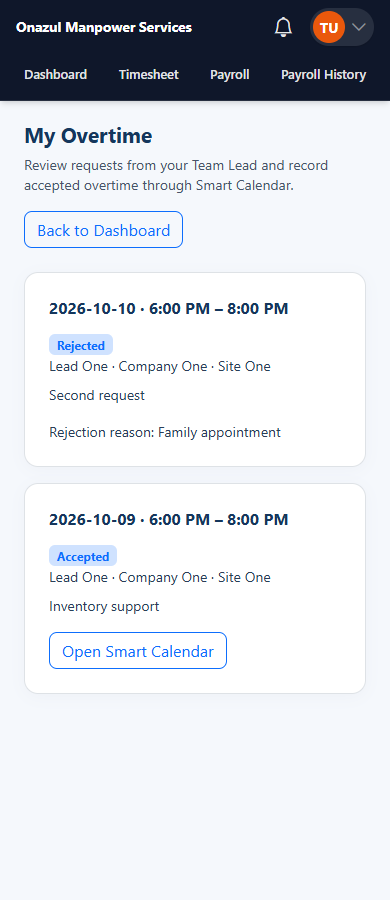 Onazul Manpower Services
TU
Dashboard
Timesheet
Payroll
Payroll History
My Overtime
Review requests from your Team Lead and record
accepted overtime through Smart Calendar.
Back to Dashboard
2026-10-10 · 6:00 PM – 8:00 PM
Rejected
Lead One · Company One · Site One
Second request
Rejection reason: Family appointment
2026-10-09 · 6:00 PM – 8:00 PM
Accepted
Lead One · Company One · Site One
Inventory support
Open Smart Calendar